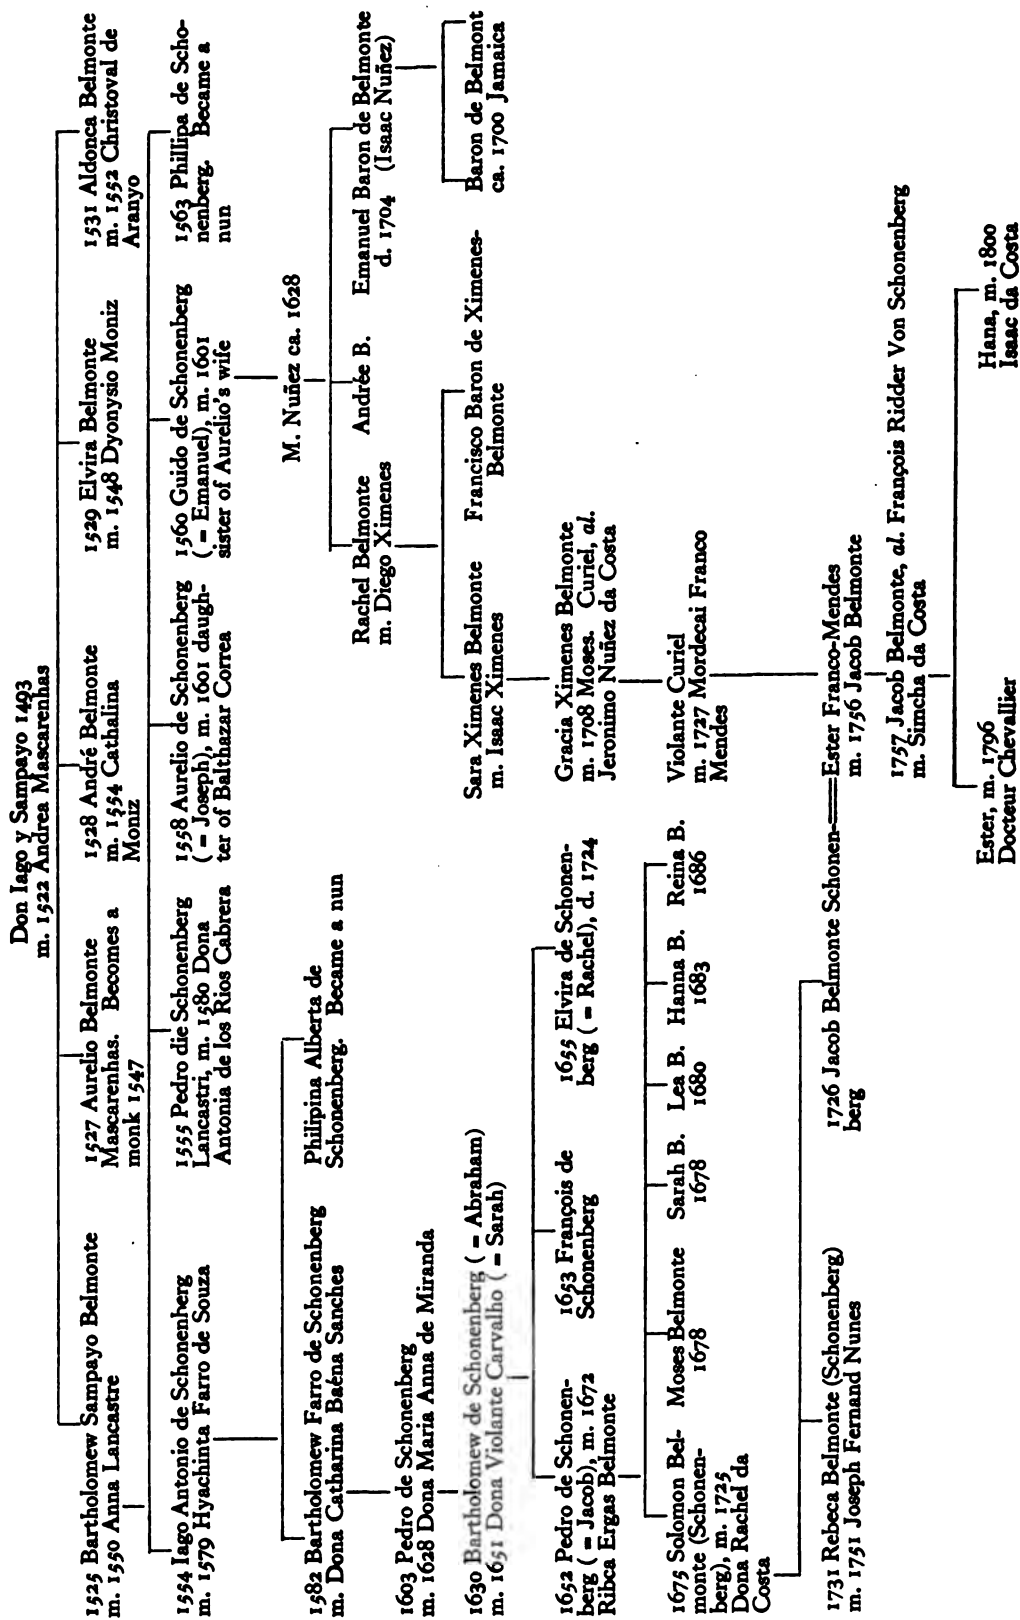 Don Iago y Sampayo 1493
m. 1522 Andrea Mascarenhas
1525 Bartholomew Sampayo Belmonte
m. 1550 Anna Lancastre
1527 Aurelio Belmonte
Mascarenhas. Becomes a
monk 1547
1528 André Belmonte
m. 1554 Cathalina
Moniz
1529 Elvira Belmonte
m. 1548 Dyonysio Moniz
1531 Aldonca Belmonte
m. 1552 Christoval de
Aranyo
1554 Iago Antonio de Schonenberg
m. 1579 Hyachinta Farro de Souza
1555 Pedro die Schonenberg
Lancastri, m. 1580 Dona
Antonia de los Rios Cabrera
1558 Aurelio de Schonenberg
( = Joseph), m. 1601 daugh-
ter of Balthazar Correa
1560 Guido de Schonenberg
( = Emanuel), m. 1601
sister of Aurelio's wife
1563 Phillipa de Scho-
nenberg. Became a
nun
1582 Bartholomew Farro de Schonenberg
m. Dona Catharina Baéna Sanches
Philipina Alberta de
Schonenberg. Became a nun
M. Nuñez ca. 1628
1603 Pedro de Schonenberg
m. 1628 Dona Maria Anna de Miranda
Rachel Belmonte
m. Diego Ximenes
Andrée B.
Emanuel Baron de Belmonte
d. 1704 (Isaac Nuñez)
1630 Bartholomew de Schonenberg ( = Abraham)
m. 1651 Dona Violante Carvalho ( = Sarah)
Sara Ximenes Belmonte
m. Isaac Ximenes
Francisco Baron de Ximenes-
Belmonte
Baron de Belmont
ca. 1700 Jamaica
1652 Pedro de Schonen-
berg ( = Jacob), m. 1672
Ribca Ergas Belmonte
1653 François de
Schonenberg
1655 Elvira de Schonen-
berg ( = Rachel), d. 1724
Gracia Ximenes Belmonte
m. 1708 Moses. Curiel, al.
Jeronimo Nuñez da Costa
1675 Solomon Bel-
monte (Schonen-
berg), m. 1725
Dona Rachel da
Costa
Moses Belmonte
1678
Sarah B.
1678
Lea B.
1680
Hanna B.
1683
Reina B.
1686
Violante Curiel
m. 1727 Mordecai Franco
Mendes
1731 Rebeca Belmonte (Schonenberg)
m. 1751 Joseph Fernand Nunes
1726 Jacob Belmonte Schonen-
berg
Ester Franco-Mendes
m. 1756 Jacob Belmonte
1757 Jacob Belmonte, al. François Ridder Von Schonenberg
m. Simcha da Costa
Ester, m. 1796
Docteur Chevallier
Hana, m. 1800
Isaac da Costa